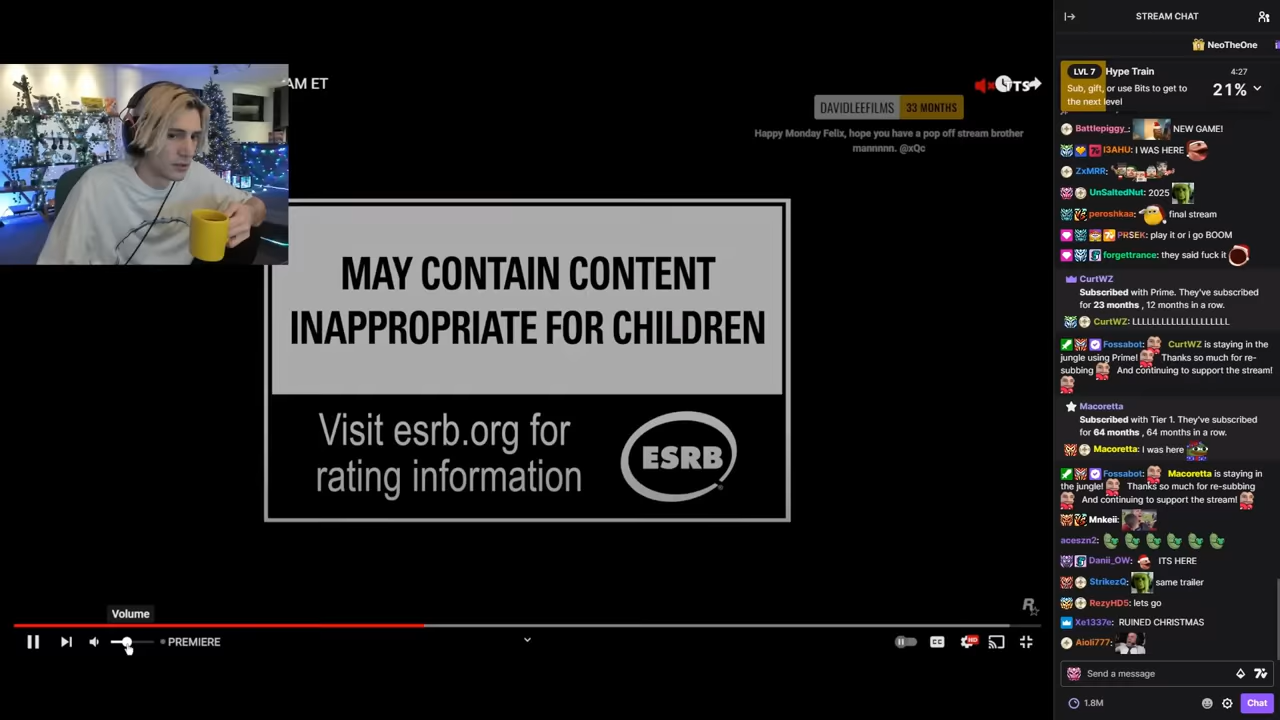 AM ET
DAVIDLEEFILMS 33 MONTHS
Happy Monday Felix, hope you have a pop off stream brother
mannnnn. @xQc
MAY CONTAIN CONTENT
INAPPROPRIATE FOR CHILDREN
Visit esrb.org for
rating information
ESRB
R
Volume
PREMIERE
CC
HD
STREAM CHAT
NeoTheOne
LVL 7 Hype Train 4:27
Sub, gift, or use Bits to get to
the next level
21%
Battlepiggy_: NEW GAME!
I3AHU: I WAS HERE
ZxMRR:
UnSaltedNut: 2025
peroshkaa: final stream
PRSEK: play it or i go BOOM
forgettrance: they said fuck it
CurtWZ
Subscribed with Prime. They've subscribed
for 23 months , 12 months in a row.
CurtWZ: LLLLLLLLLLLLLLLLLLL
Fossabot: CurtWZ is staying in the
jungle using Prime! Thanks so much for re-
subbing And continuing to support the stream!
Macoretta
Subscribed with Tier 1. They've subscribed
for 64 months , 64 months in a row.
Macoretta: I was here
Fossabot: Macoretta is staying in
the jungle! Thanks so much for re-subbing
And continuing to support the stream!
Mnkeii:
aceszn2:
Danii_OW: ITS HERE
StrikezQ: same trailer
RezyHD5: lets go
Xe1337e: RUINED CHRISTMAS
Aioli777:
Send a message
1.8M
Chat